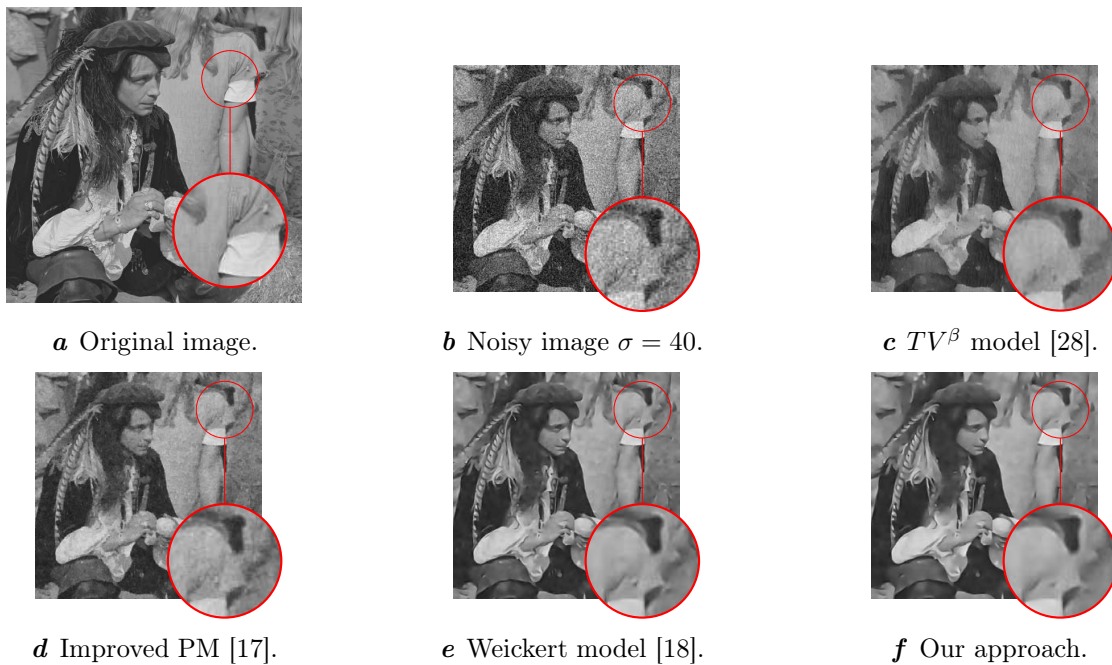 a Original image.
b Noisy image σ = 40.
c TV^β model [28].
d Improved PM [17].
e Weickert model [18].
f Our approach.